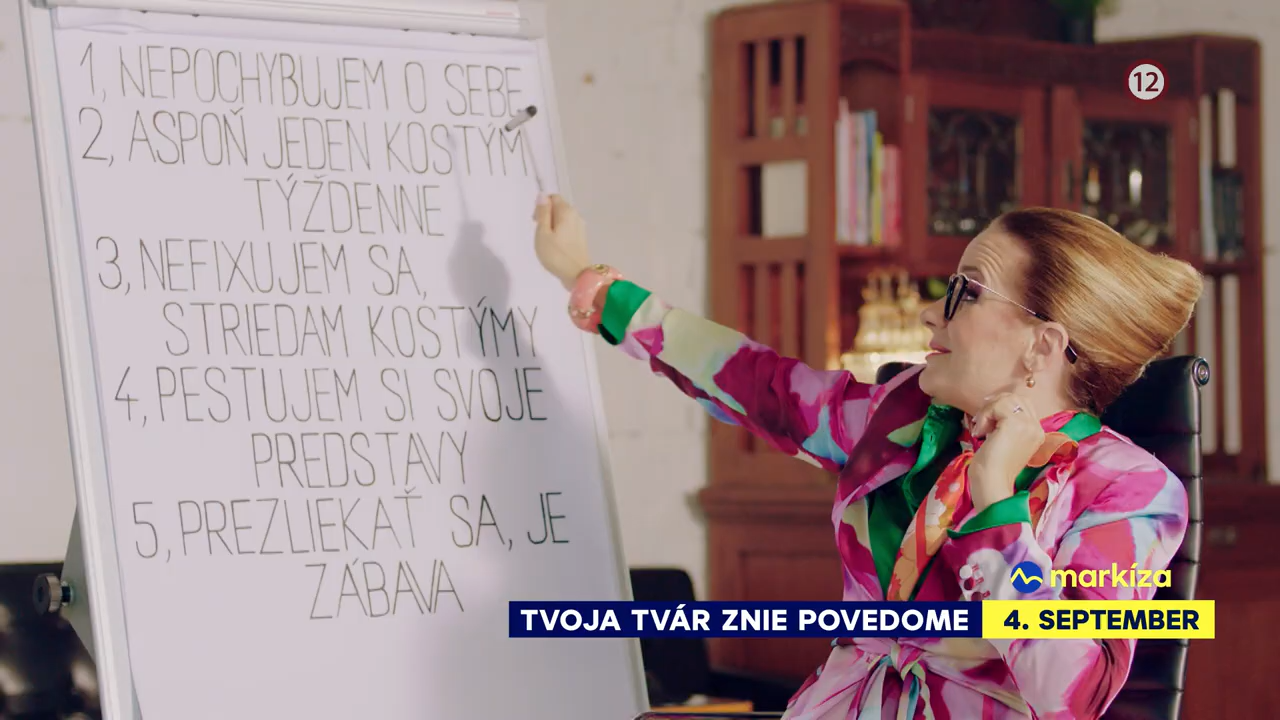 1, NEPOCHYBUJEM O SEBE
2, ASPOŇ JEDEN KOSTÝM
TÝŽDENNE
3, NEFIXUJEM SA,
STRIEDAM KOSTÝMY
4, PESTUJEM SI SVOJE
PREDSTAVY
5, PREZLIEKAŤ SA, JE
ZÁBAVA
12
markíza
TVOJA TVÁR ZNIE POVEDOME
4. SEPTEMBER